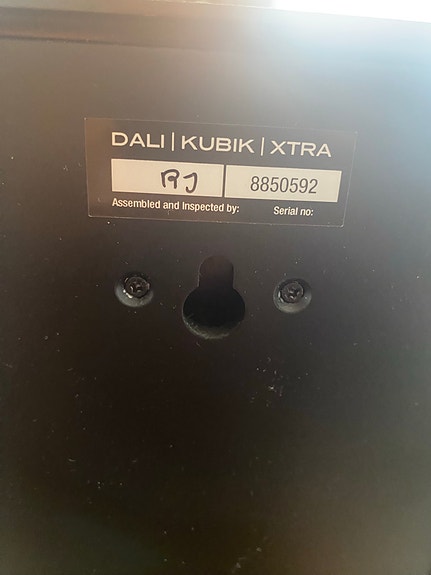 DALI | KUBIK | XTRA
RJ 8850592
Assembled and Inspected by: Serial no: